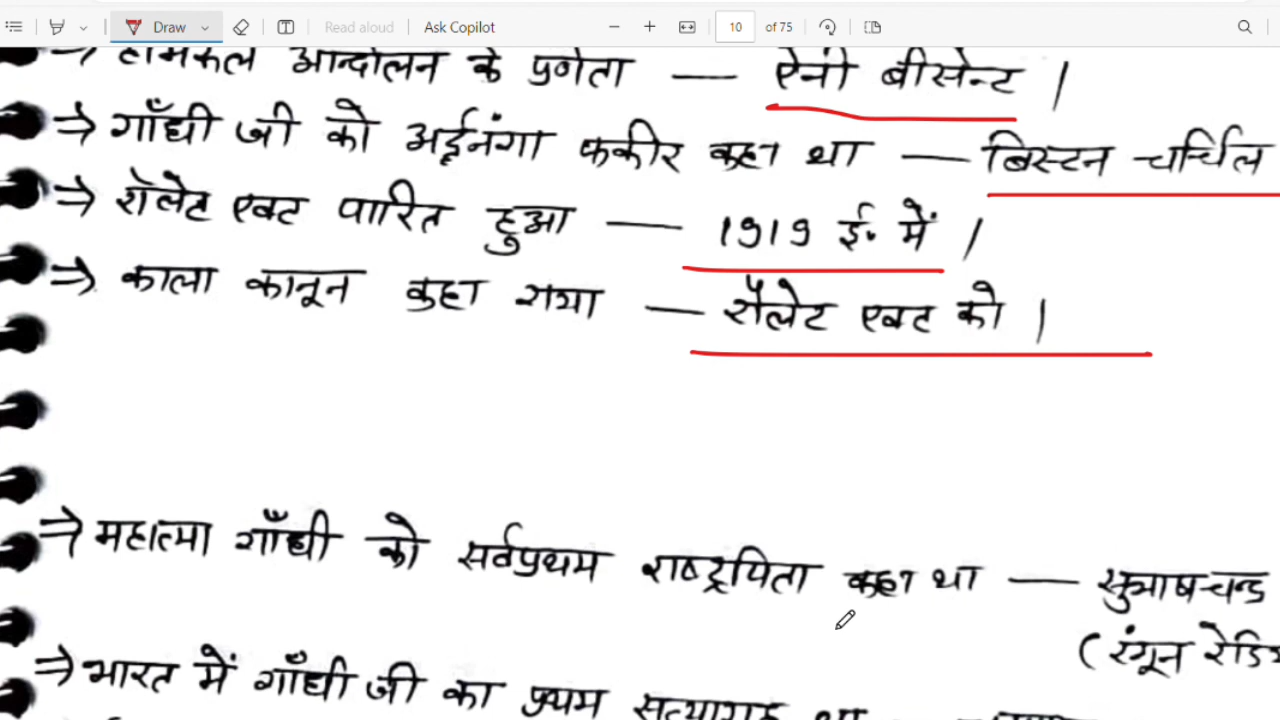 Draw Read aloud Ask Copilot 10 of 75
⇒ होमरूल आन्दोलन के प्रणेता — ऐनी बीसेन्ट |
⇒ गाँधी जी को अर्द्धनंगा फकीर कहा था — बिस्टन चर्चिल
⇒ रॉलेट एक्ट पारित हुआ — 1919 ई. में |
⇒ काला कानून कहा गया — रौलेट एक्ट को |
⇒ महात्मा गाँधी को सर्वप्रथम राष्ट्रपिता कहा था — सुभाषचन्द्र
(रंगून रेडि
⇒ भारत में गाँधी जी का प्रथम सत्याग्रह था